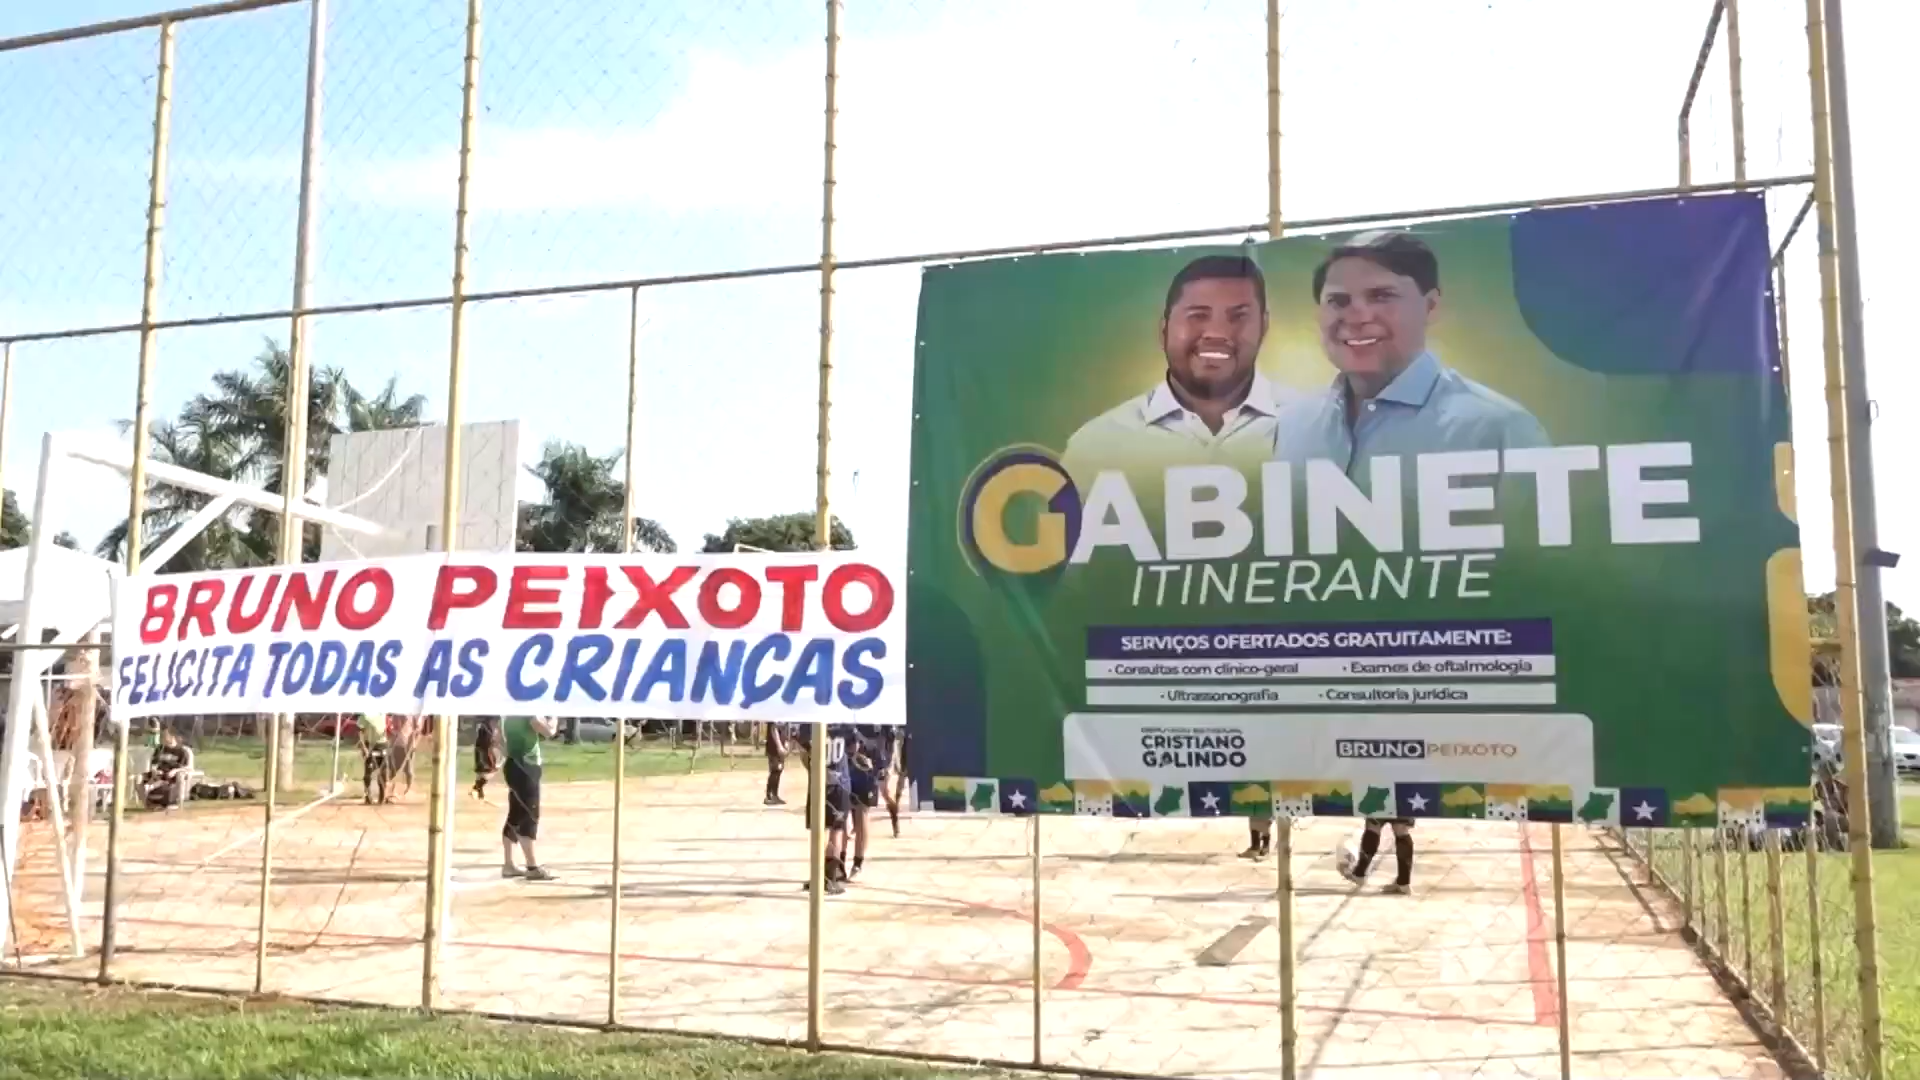 BRUNO PEIXOTO
FELICITA TODAS AS CRIANÇAS
GABINETE
ITINERANTE
SERVIÇOS OFERTADOS GRATUITAMENTE:
• Consultas com clínico-geral • Exames de oftalmologia
• Ultrassonografia • Consultoria jurídica
CRISTIANO
GALINDO
BRUNO PEIXOTO